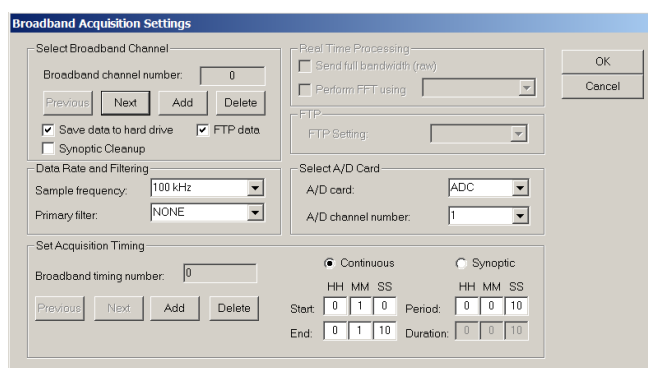 Broadband Acquisition Settings
Select Broadband Channel
Broadband channel number: 0
Previous Next Add Delete
Save data to hard drive FTP data
Synoptic Cleanup
Real Time Processing
Send full bandwidth (raw)
Perform FFT using
FTP
FTP Setting:
OK
Cancel
Data Rate and Filtering
Sample frequency: 100 kHz
Primary filter: NONE
Select A/D Card
A/D card: ADC
A/D channel number: 1
Set Acquisition Timing
Broadband timing number: 0
Previous Next Add Delete
Continuous Synoptic
HH MM SS HH MM SS
Start: 0 1 0 Period: 0 0 10
End: 0 1 10 Duration: 0 0 10